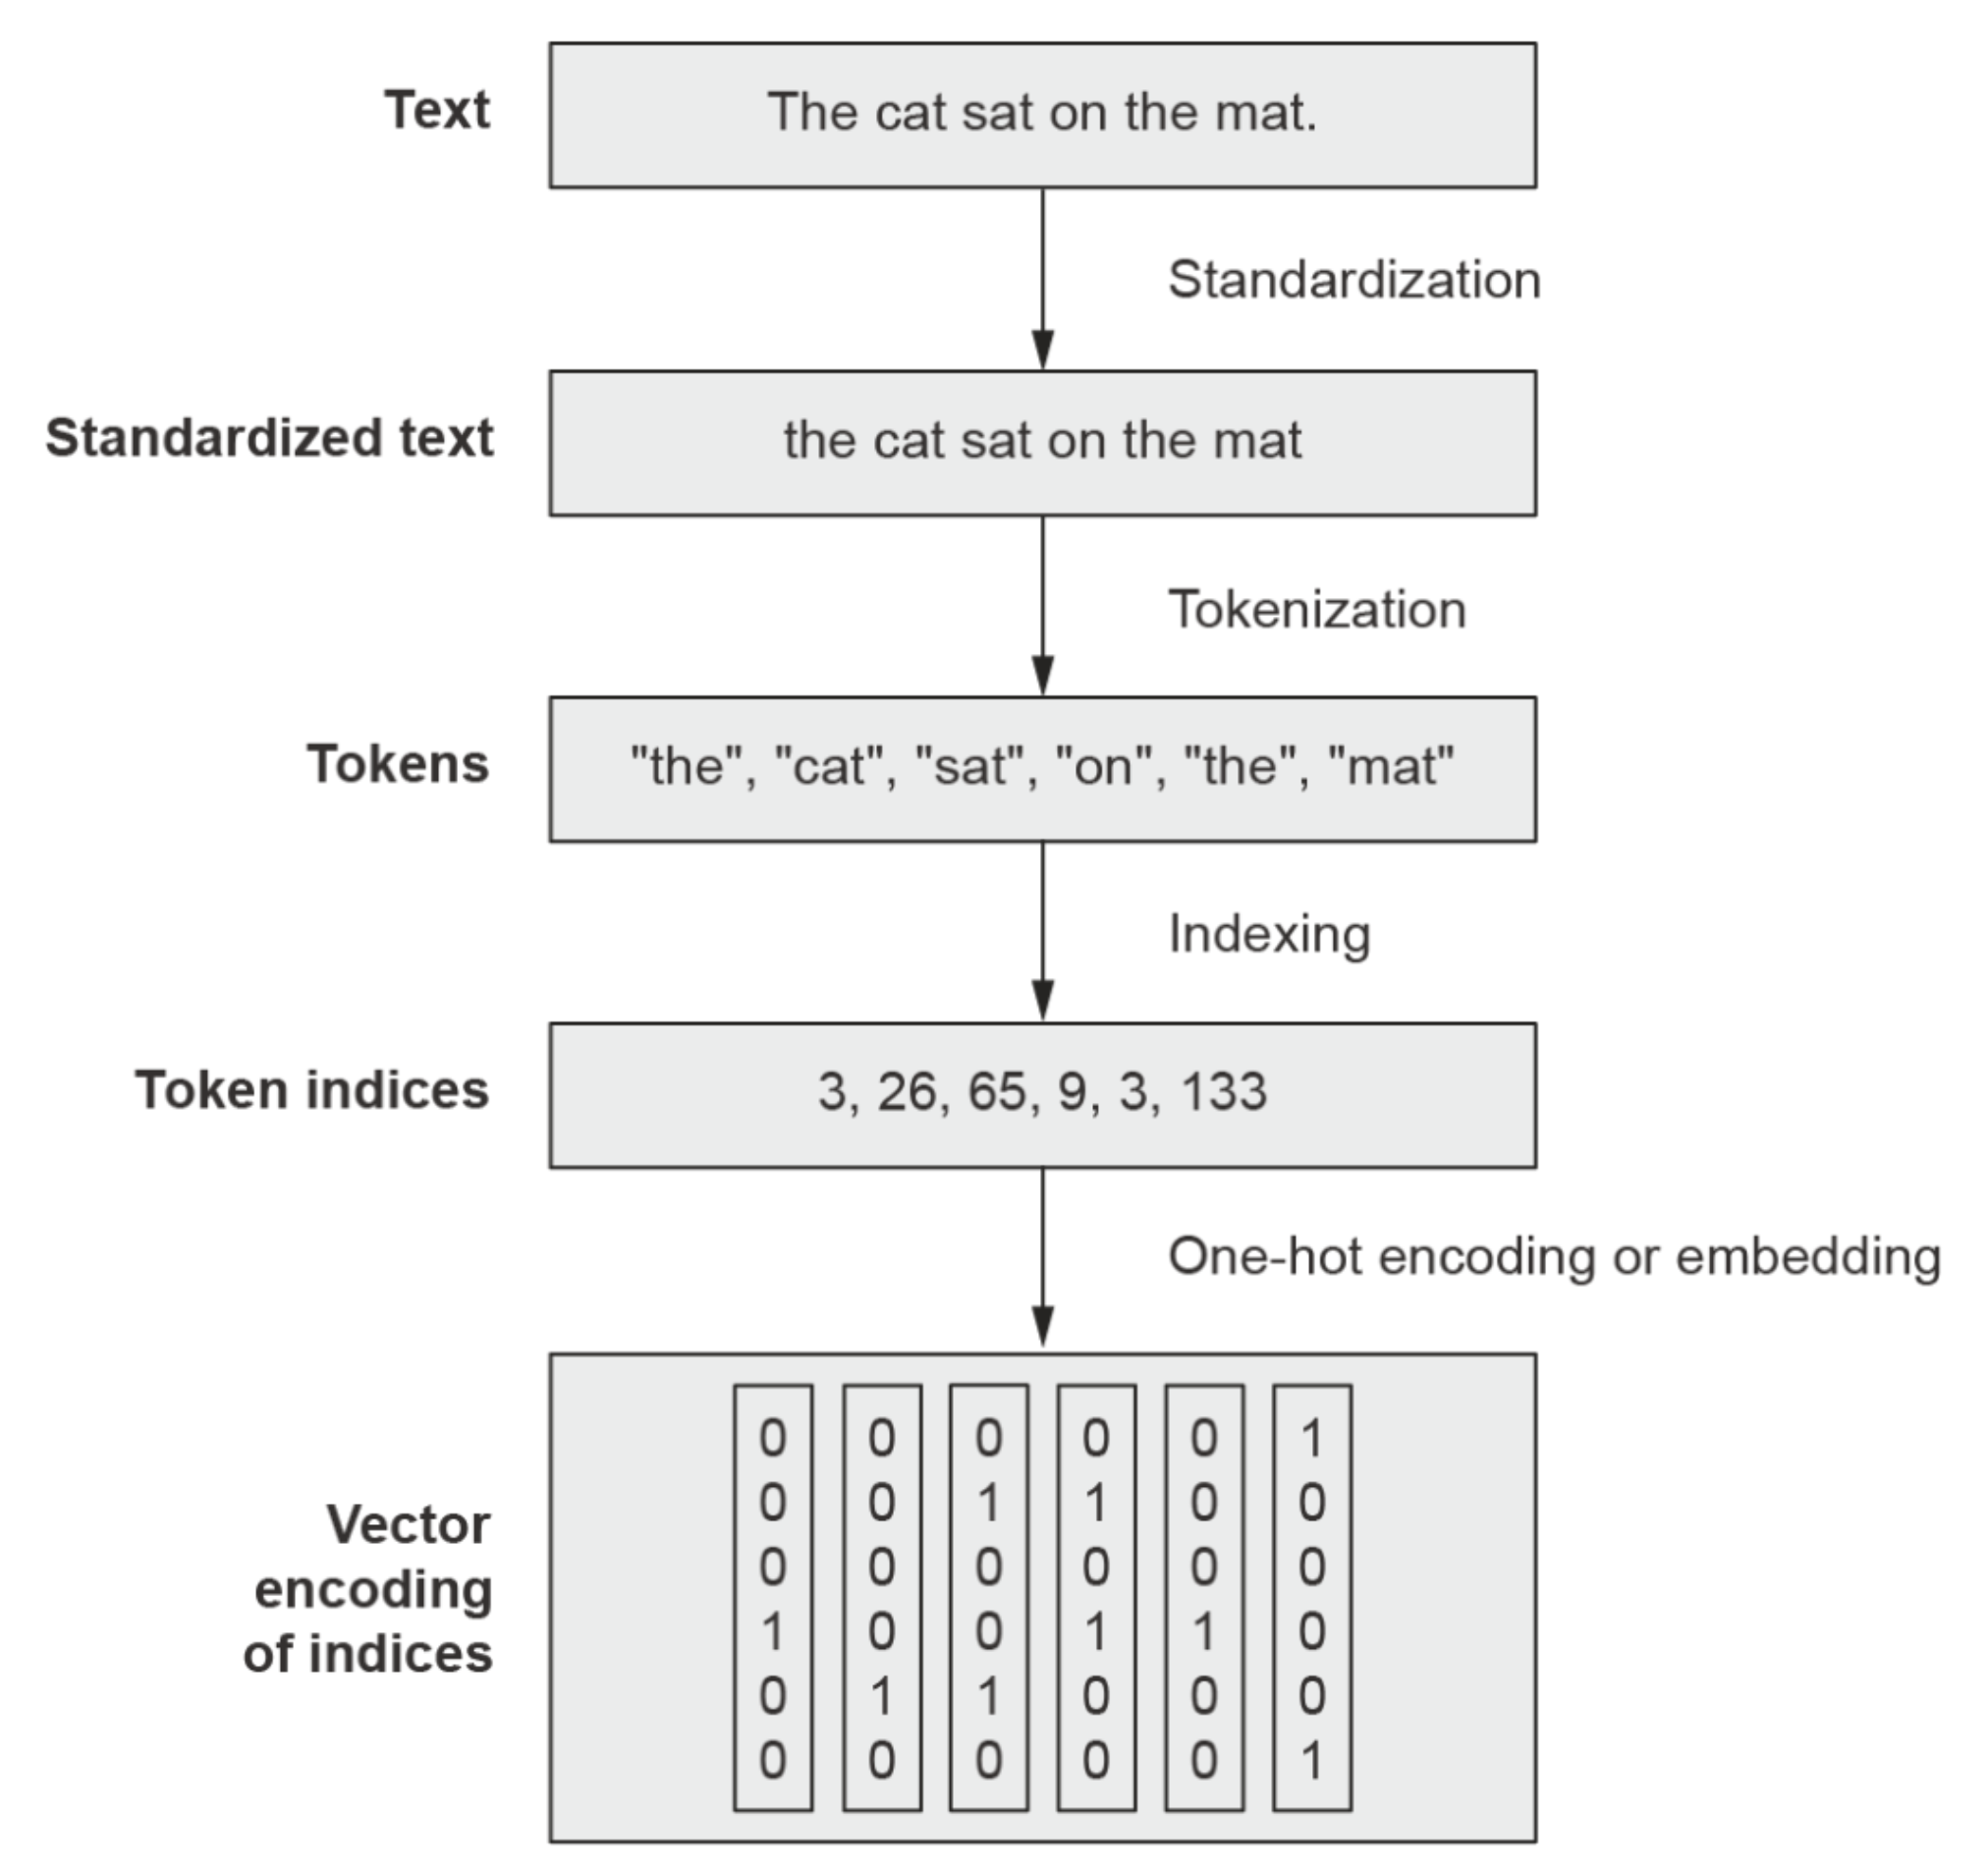 Text
The cat sat on the mat.
Standardization
Standardized text
the cat sat on the mat
Tokenization
Tokens
"the", "cat", "sat", "on", "the", "mat"
Indexing
Token indices
3, 26, 65, 9, 3, 133
One-hot encoding or embedding
Vector
encoding
of indices
0 0 0 0 0 1
0 0 1 1 0 0
0 0 0 0 0 0
1 0 0 1 1 0
0 1 1 0 0 0
0 0 0 0 0 1